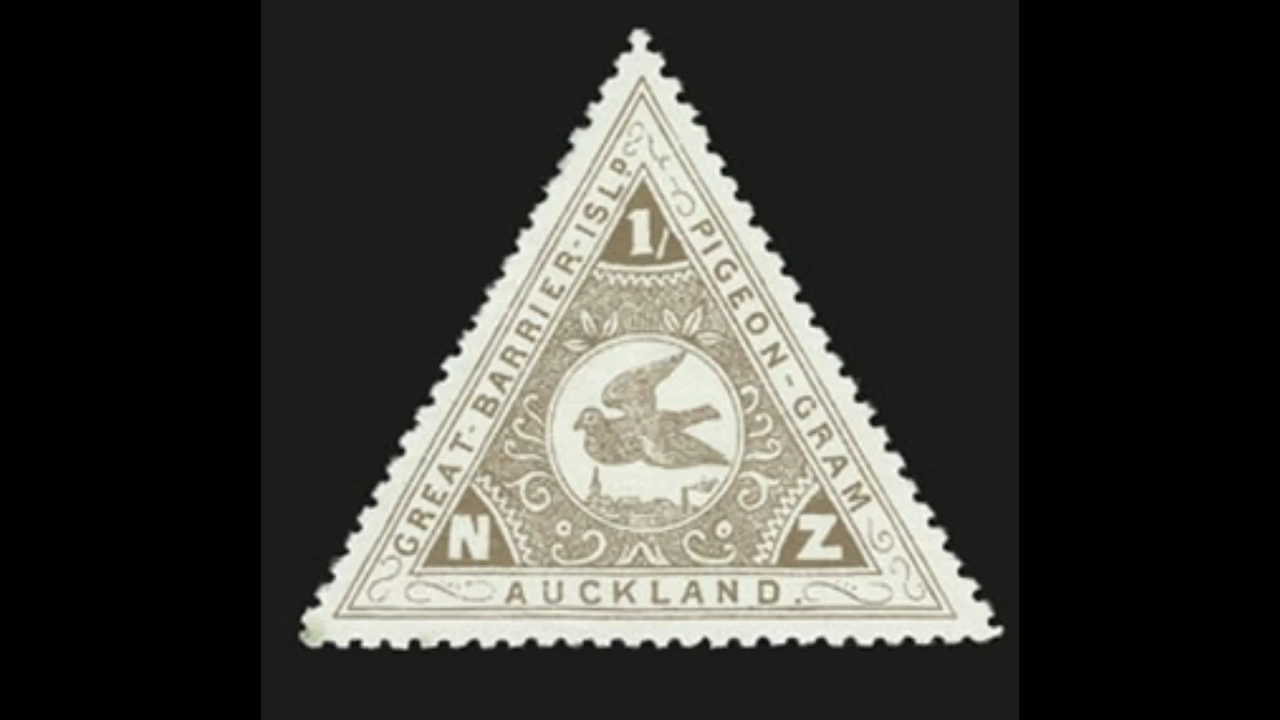 GREAT-BARRIER-ISLD.
PIGEON-GRAM
1/
N
Z
AUCKLAND.